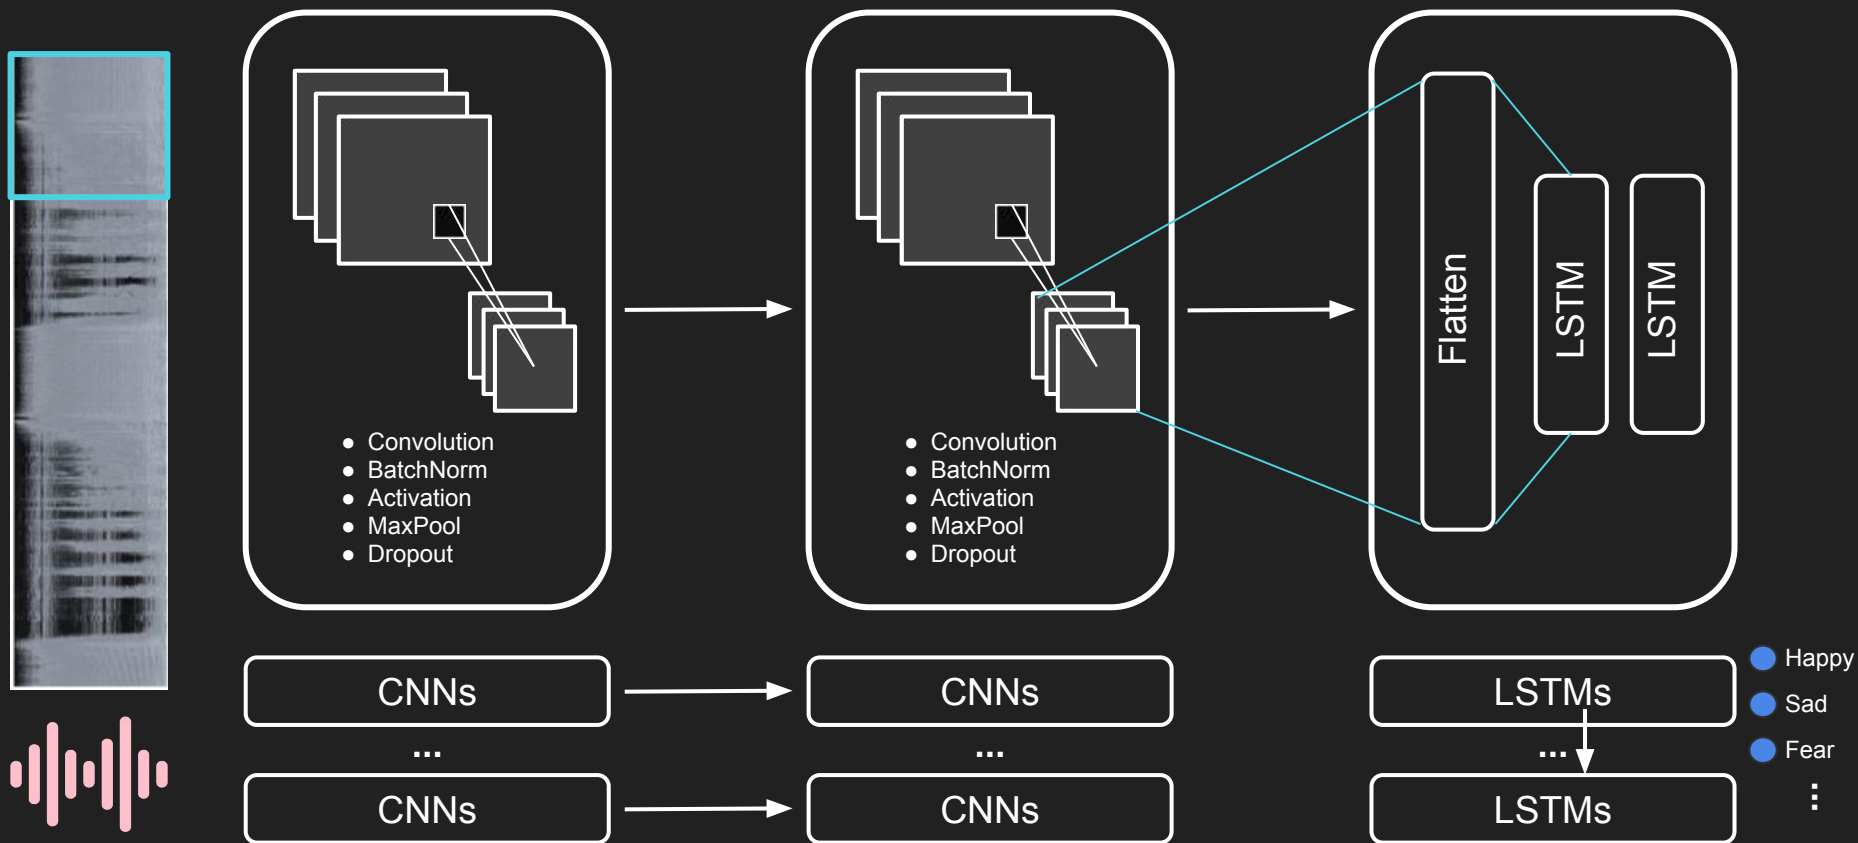 ● Convolution
● BatchNorm
● Activation
● MaxPool
● Dropout
● Convolution
● BatchNorm
● Activation
● MaxPool
● Dropout
Flatten
LSTM
LSTM
CNNs
CNNs
LSTMs
...
...
...
CNNs
CNNs
LSTMs
Happy
Sad
Fear
...